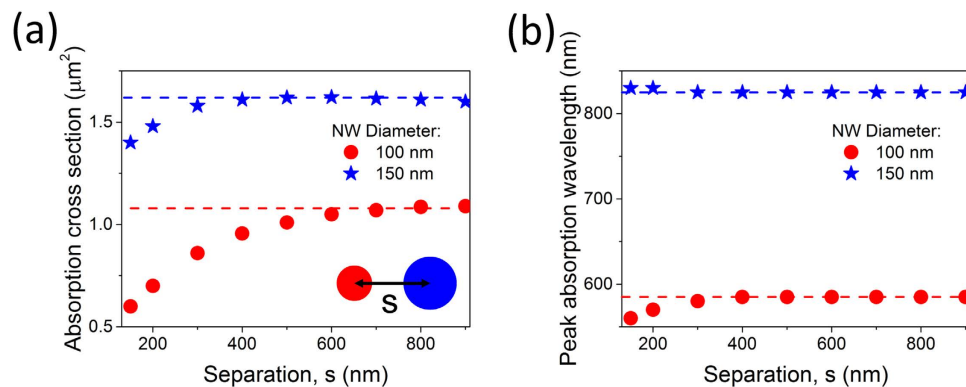 (a)
Absorption cross section (μm²)
1.5
1.0
0.5
NW Diameter:
100 nm
150 nm
S
200 400 600 800
Separation, s (nm)
(b)
Peak absorption wavelength (nm)
800
700
600
NW Diameter:
100 nm
150 nm
200 400 600 800
Separation, s (nm)